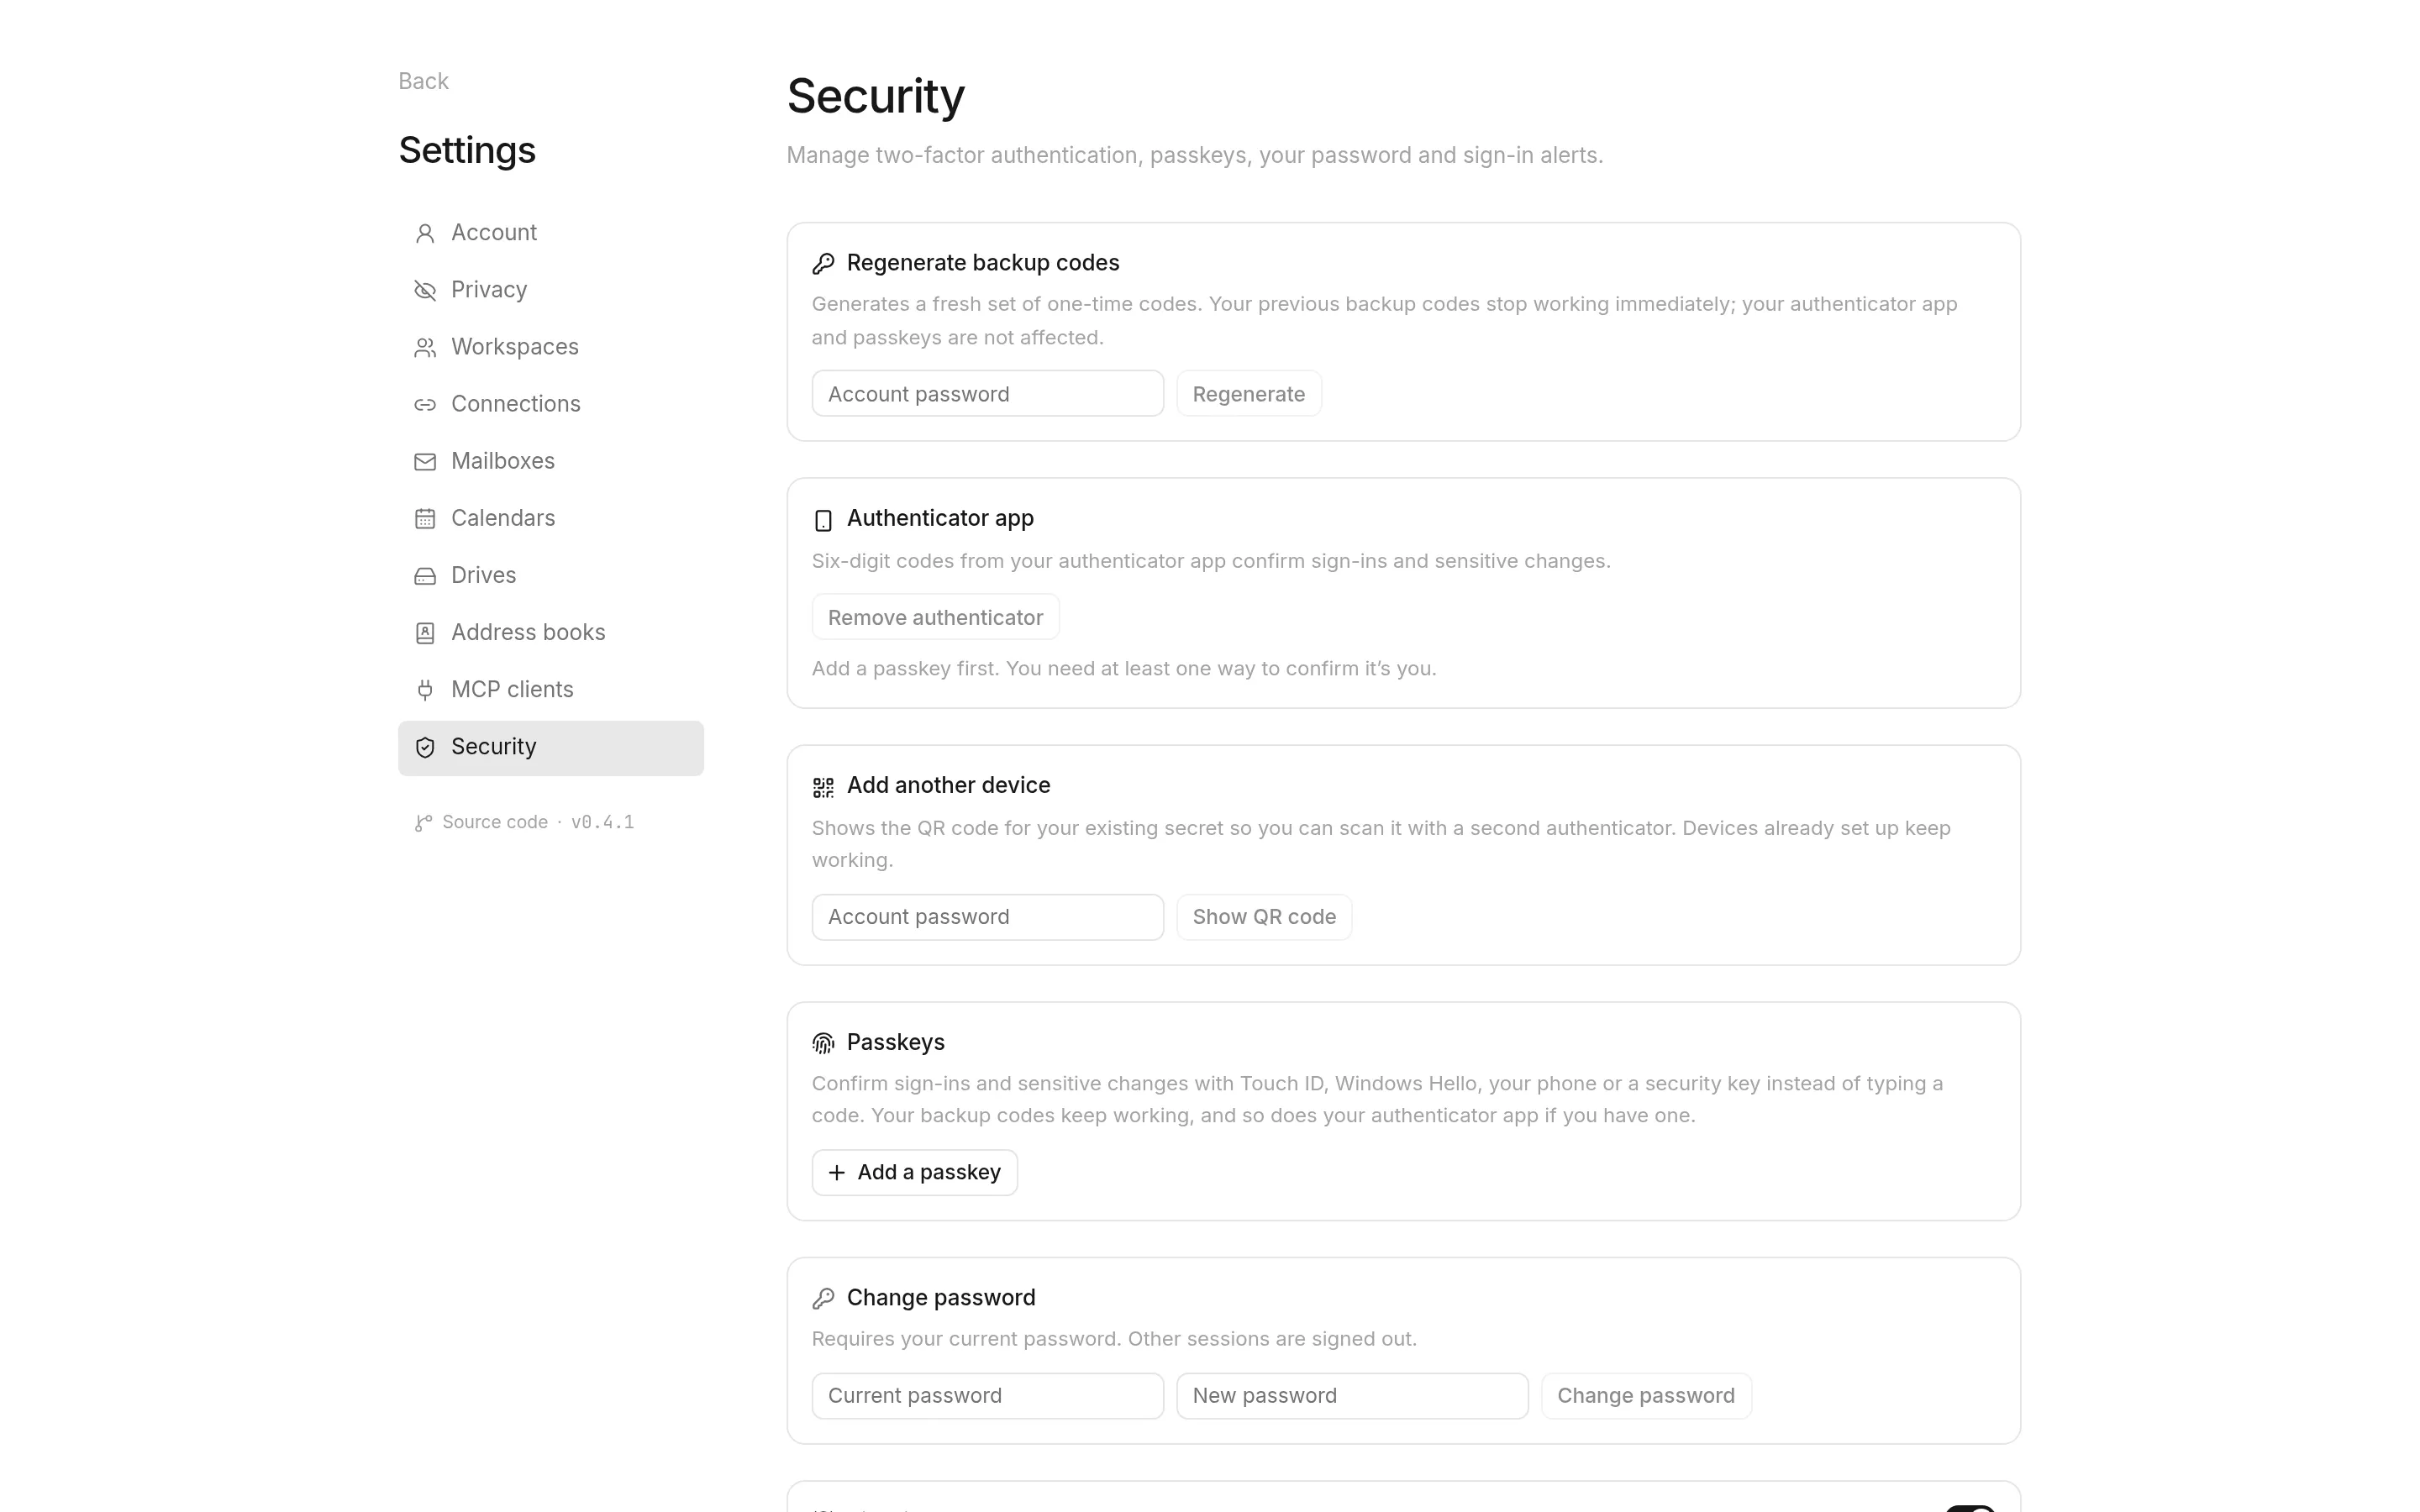 Back
Settings
Account
Privacy
Workspaces
Connections
Mailboxes
Calendars
Drives
Address books
MCP clients
Security
Source code · v0.4.1
Security
Manage two-factor authentication, passkeys, your password and sign-in alerts.
Regenerate backup codes
Generates a fresh set of one-time codes. Your previous backup codes stop working immediately; your authenticator app
and passkeys are not affected.
Account password Regenerate
Authenticator app
Six-digit codes from your authenticator app confirm sign-ins and sensitive changes.
Remove authenticator
Add a passkey first. You need at least one way to confirm it’s you.
Add another device
Shows the QR code for your existing secret so you can scan it with a second authenticator. Devices already set up keep
working.
Account password Show QR code
Passkeys
Confirm sign-ins and sensitive changes with Touch ID, Windows Hello, your phone or a security key instead of typing a
code. Your backup codes keep working, and so does your authenticator app if you have one.
Add a passkey
Change password
Requires your current password. Other sessions are signed out.
Current password New password Change password